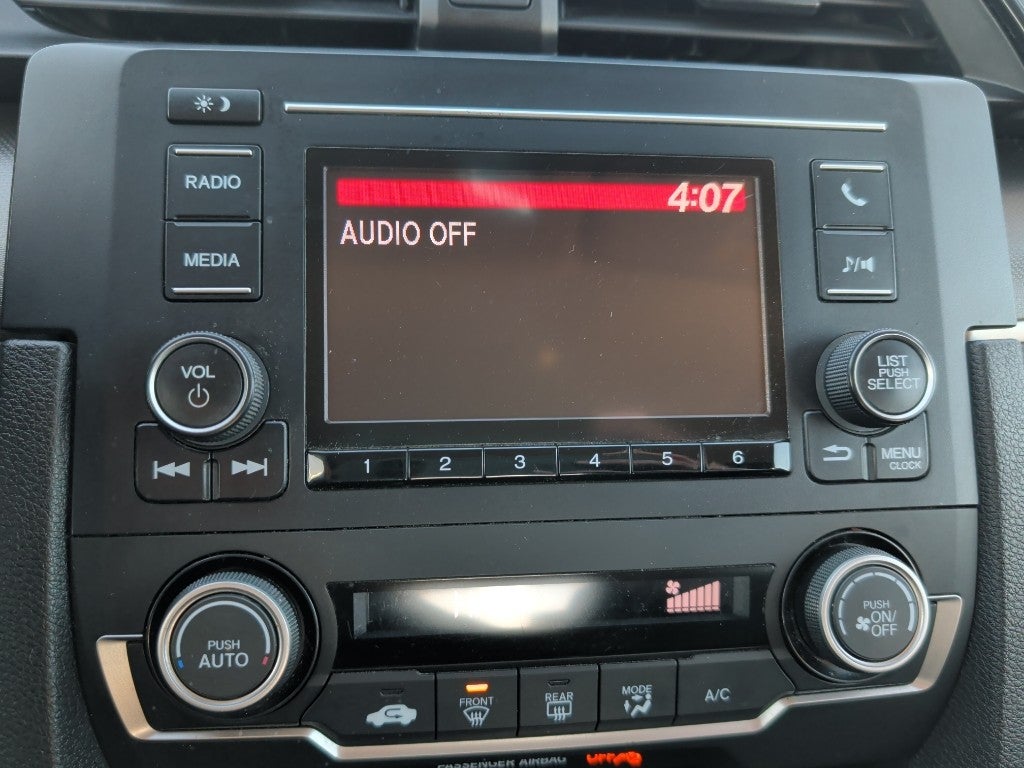 RADIO
MEDIA
4:07
AUDIO OFF
VOL
LIST
PUSH
SELECT
1 2 3 4 5 6
MENU
CLOCK
PUSH
AUTO
PUSH
ON/
OFF
FRONT
REAR
MODE
A/C
PASSENGER AIRBAG
OFF